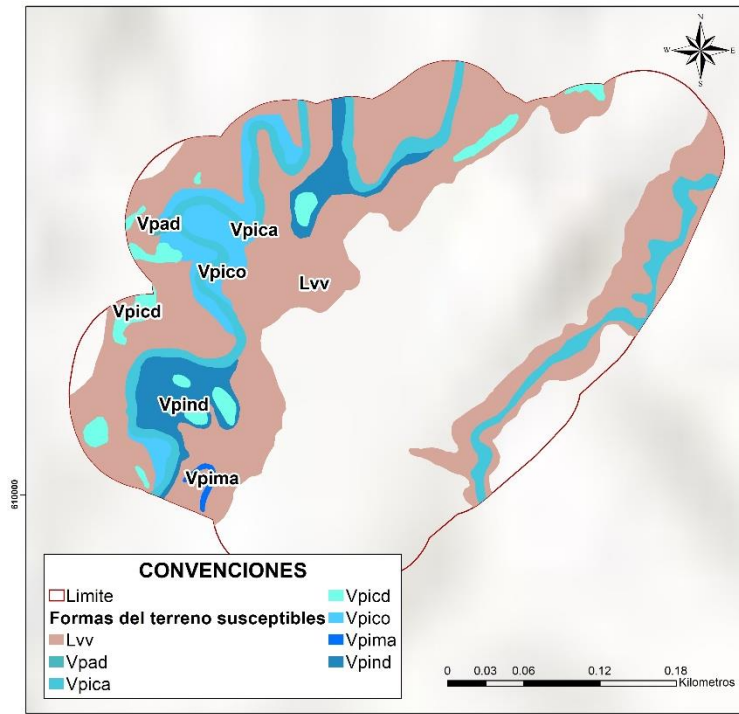 N
W E
S
Vpad
Vpica
Vpico
Lvv
Vpicd
Vpind
Vpima
610000
CONVENCIONES
Limite
Formas del terreno susceptibles
Lvv
Vpad
Vpica
Vpicd
Vpico
Vpima
Vpind
0 0.03 0.06 0.12 0.18
Kilometros